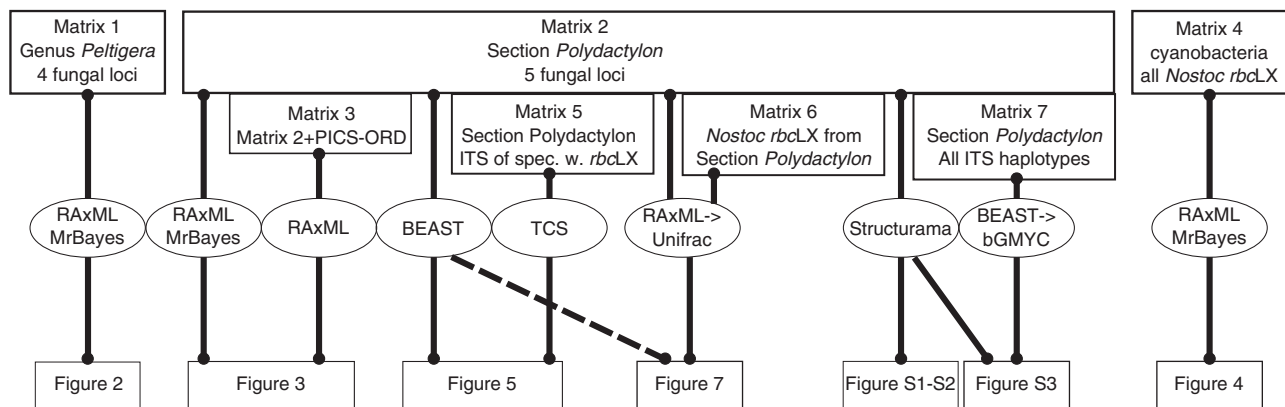 Matrix 1
Genus Peltigera
4 fungal loci
Matrix 2
Section Polydactylon
5 fungal loci
Matrix 4
cyanobacteria
all Nostoc rbcLX
Matrix 3
Matrix 2+PICS-ORD
Matrix 5
Section Polydactylon
ITS of spec. w. rbcLX
Matrix 6
Nostoc rbcLX from
Section Polydactylon
Matrix 7
Section Polydactylon
All ITS haplotypes
RAxML
MrBayes
RAxML
MrBayes
RAxML
BEAST
TCS
RAxML->
Unifrac
Structurama
BEAST->
bGMYC
RAxML
MrBayes
Figure 2
Figure 3
Figure 5
Figure 7
Figure S1-S2
Figure S3
Figure 4